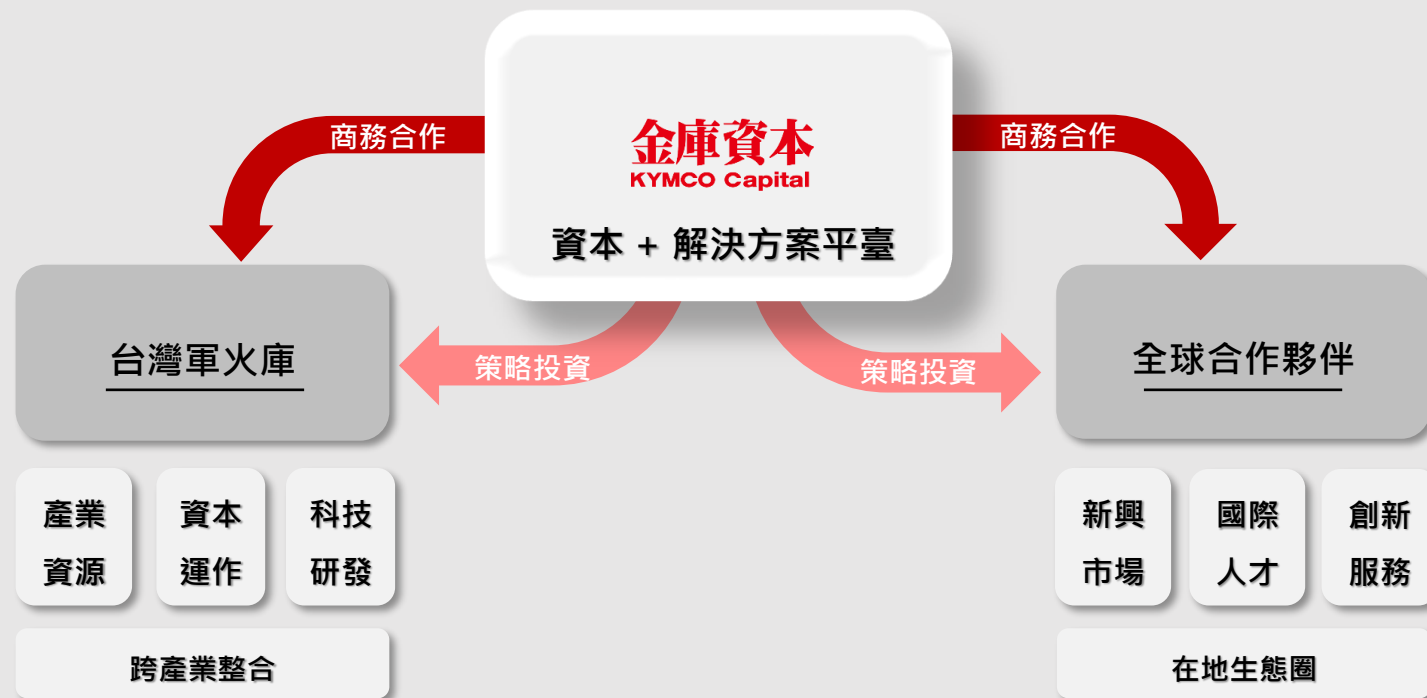 金庫資本
KYMCO Capital
資本 + 解決方案平臺
商務合作
商務合作
策略投資
策略投資
台灣軍火庫
產業
資源
資本
運作
科技
研發
跨產業整合
全球合作夥伴
新興
市場
國際
人才
創新
服務
在地生態圈